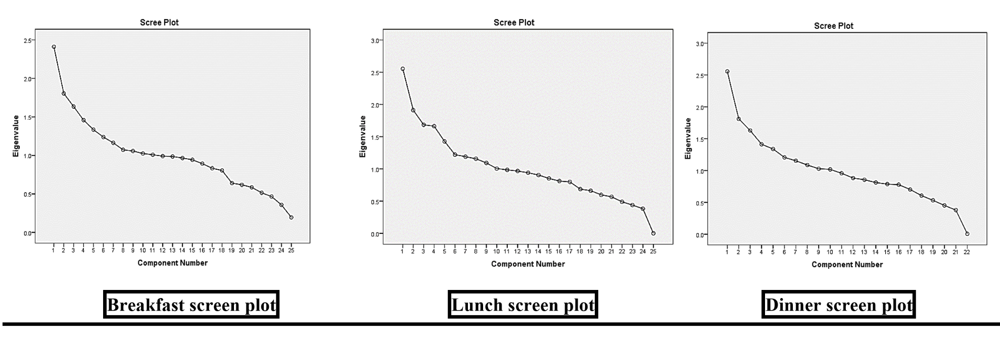 Scree Plot
Eigenvalue
2.5
2.0
1.5
1.0
0.5
0.0
1 2 3 4 5 6 7 8 9 10 11 12 13 14 15 16 17 18 19 20 21 22 23 24 25
Component Number
Breakfast screen plot
Scree Plot
Eigenvalue
3.0
2.5
2.0
1.5
1.0
0.5
0.0
1 2 3 4 5 6 7 8 9 10 11 12 13 14 15 16 17 18 19 20 21 22 23 24 25
Component Number
Lunch screen plot
Scree Plot
Eigenvalue
3.0
2.5
2.0
1.5
1.0
0.5
0.0
1 2 3 4 5 6 7 8 9 10 11 12 13 14 15 16 17 18 19 20 21 22
Component Number
Dinner screen plot